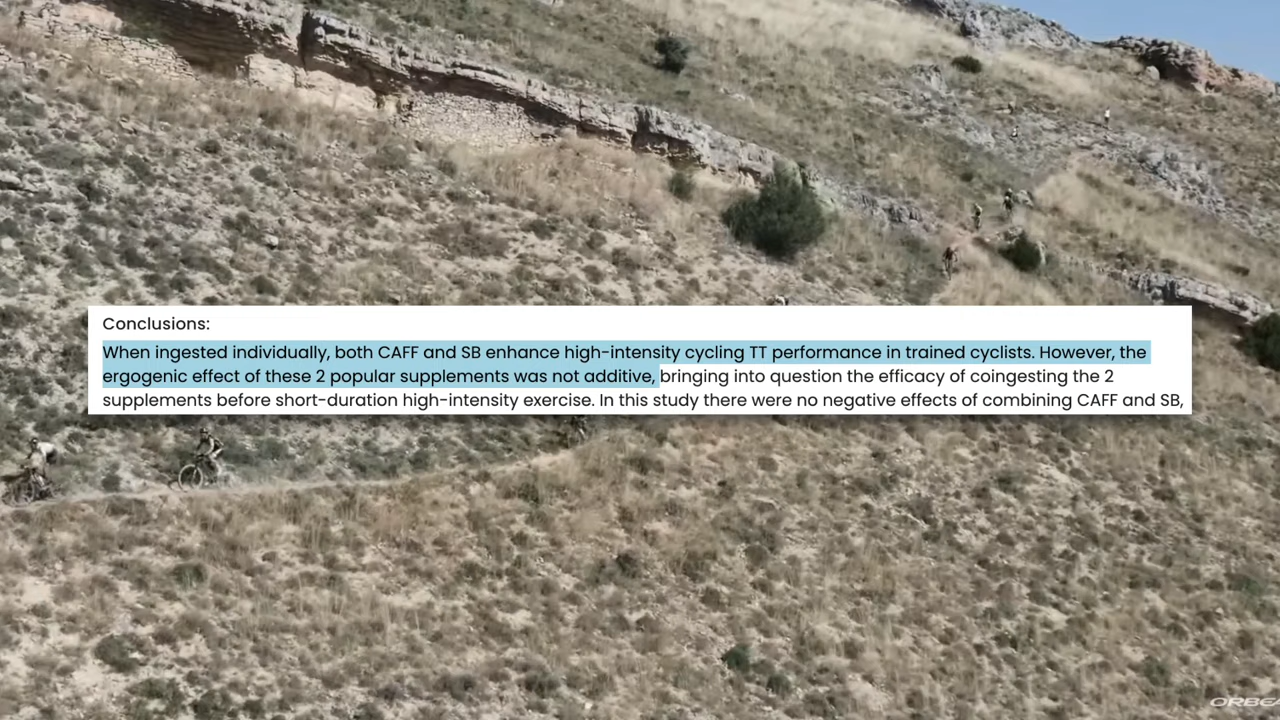 Conclusions:
When ingested individually, both CAFF and SB enhance high-intensity cycling TT performance in trained cyclists. However, the
ergogenic effect of these 2 popular supplements was not additive, bringing into question the efficacy of coingesting the 2
supplements before short-duration high-intensity exercise. In this study there were no negative effects of combining CAFF and SB,
ORBE